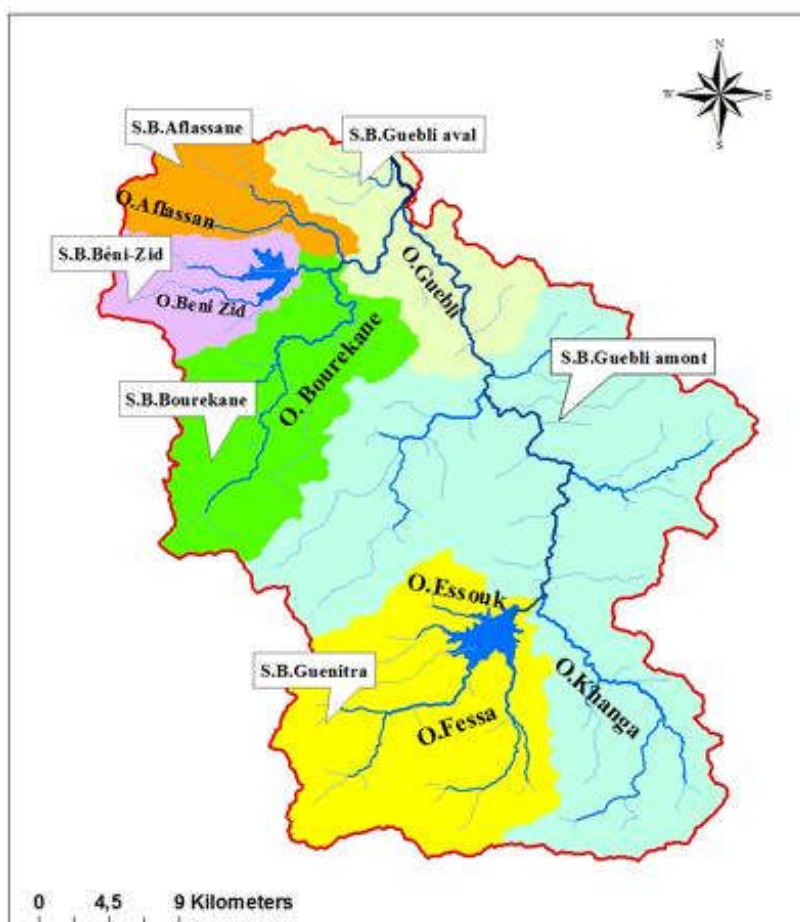 N
W E
S
S.B.Aflassane
S.B.Guebli aval
O.Aflassan
S.B.Béni-Zid
O.Beni Zid
O.Guebli
S.B.Guebli amont
O. Bourekane
S.B.Bourekane
O.Essouk
S.B.Guenitra
O.Fessa
O.Khanga
0 4,5 9 Kilometers